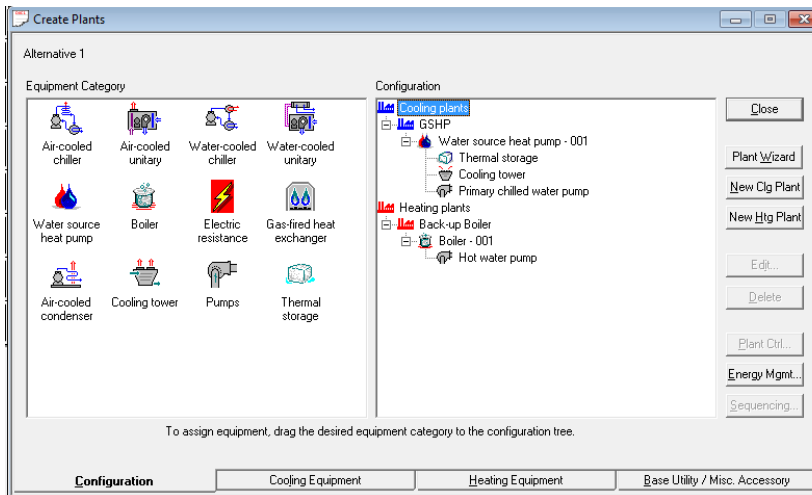 Create Plants
Alternative 1
Equipment Category
Air-cooled
chiller
Air-cooled
unitary
Water-cooled
chiller
Water-cooled
unitary
Water source
heat pump
Boiler
Electric
resistance
Gas-fired heat
exchanger
Air-cooled
condenser
Cooling tower
Pumps
Thermal
storage
Configuration
Cooling plants
GSHP
Water source heat pump - 001
Thermal storage
Cooling tower
Primary chilled water pump
Heating plants
Back-up Boiler
Boiler - 001
Hot water pump
Close
Plant Wizard
New Clg Plant
New Htg Plant
Edit...
Delete
Plant Ctrl...
Energy Mgmt...
Sequencing...
To assign equipment, drag the desired equipment category to the configuration tree.
Configuration
Cooling Equipment
Heating Equipment
Base Utility / Misc. Accessory